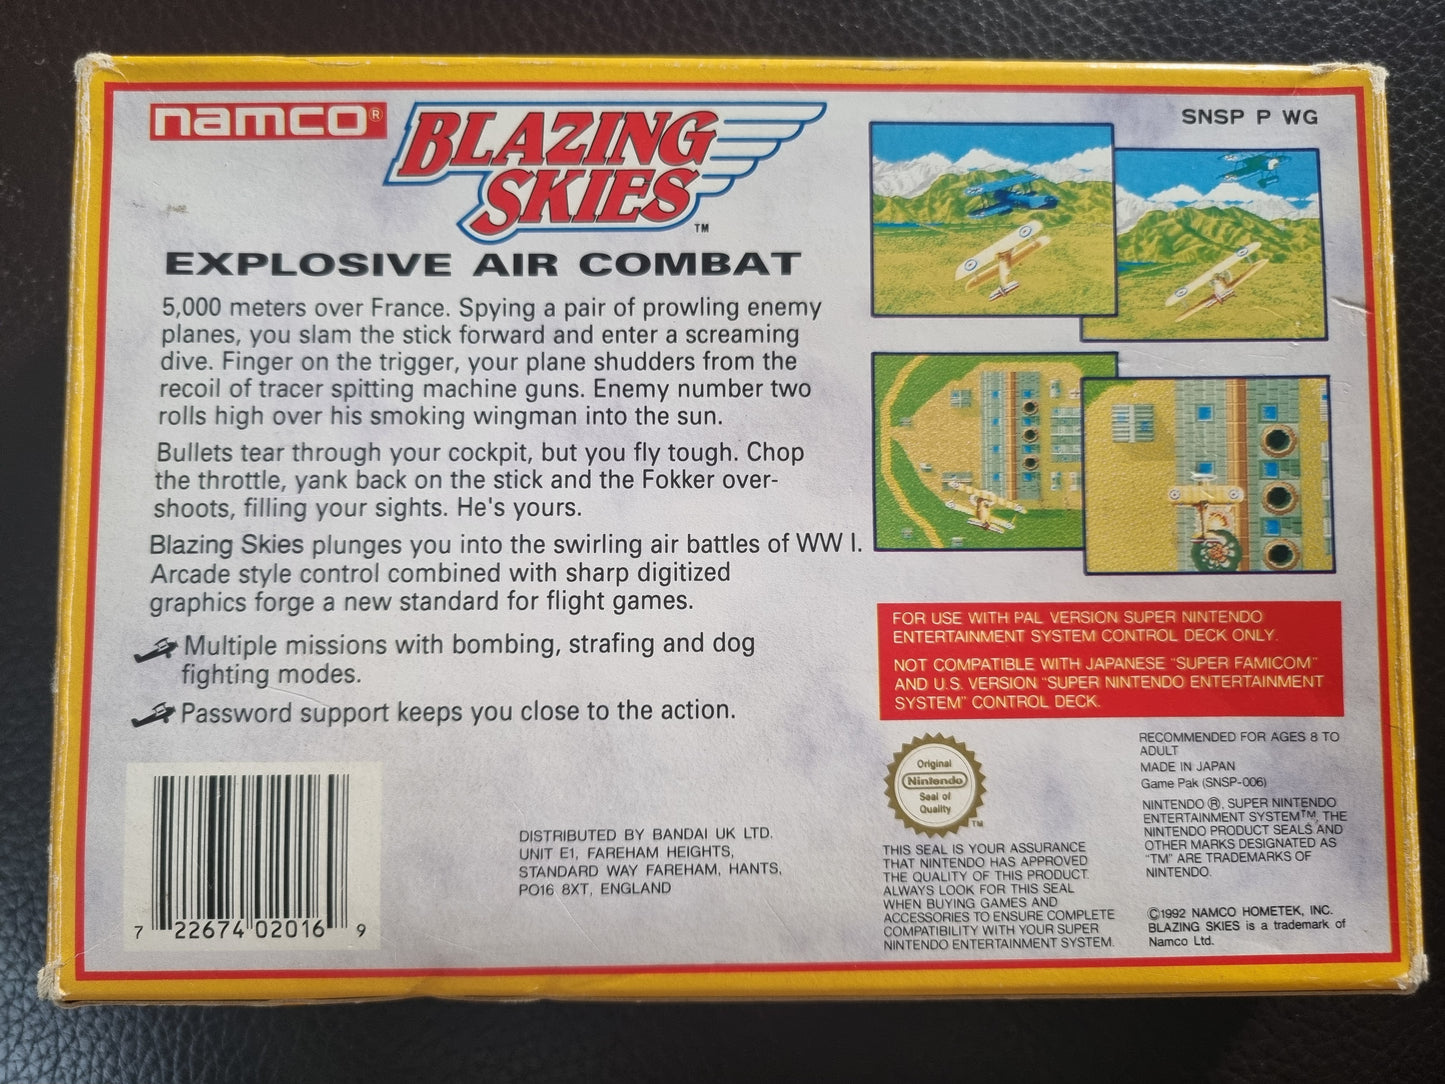 namco®
BLAZING
SKIES
TM
EXPLOSIVE AIR COMBAT
5,000 meters over France. Spying a pair of prowling enemy
planes, you slam the stick forward and enter a screaming
dive. Finger on the trigger, your plane shudders from the
recoil of tracer spitting machine guns. Enemy number two
rolls high over his smoking wingman into the sun.
Bullets tear through your cockpit, but you fly tough. Chop
the throttle, yank back on the stick and the Fokker over-
shoots, filling your sights. He's yours.
Blazing Skies plunges you into the swirling air battles of WW I.
Arcade style control combined with sharp digitized
graphics forge a new standard for flight games.
Multiple missions with bombing, strafing and dog
fighting modes.
Password support keeps you close to the action.
7 22674 02016 9
DISTRIBUTED BY BANDAI UK LTD.
UNIT E1, FAREHAM HEIGHTS,
STANDARD WAY FAREHAM, HANTS,
PO16 8XT, ENGLAND
SNSP P WG
FOR USE WITH PAL VERSION SUPER NINTENDO
ENTERTAINMENT SYSTEM CONTROL DECK ONLY.
NOT COMPATIBLE WITH JAPANESE "SUPER FAMICOM"
AND U.S. VERSION "SUPER NINTENDO ENTERTAINMENT
SYSTEM" CONTROL DECK.
Original
Nintendo
Seal of
Quality
TM
THIS SEAL IS YOUR ASSURANCE
THAT NINTENDO HAS APPROVED
THE QUALITY OF THIS PRODUCT.
ALWAYS LOOK FOR THIS SEAL
WHEN BUYING GAMES AND
ACCESSORIES TO ENSURE COMPLETE
COMPATIBILITY WITH YOUR SUPER
NINTENDO ENTERTAINMENT SYSTEM.
RECOMMENDED FOR AGES 8 TO
ADULT
MADE IN JAPAN
Game Pak (SNSP-006)
NINTENDO ®, SUPER NINTENDO
ENTERTAINMENT SYSTEM™, THE
NINTENDO PRODUCT SEALS AND
OTHER MARKS DESIGNATED AS
"TM" ARE TRADEMARKS OF
NINTENDO.
©1992 NAMCO HOMETEK, INC.
BLAZING SKIES is a trademark of
Namco Ltd.